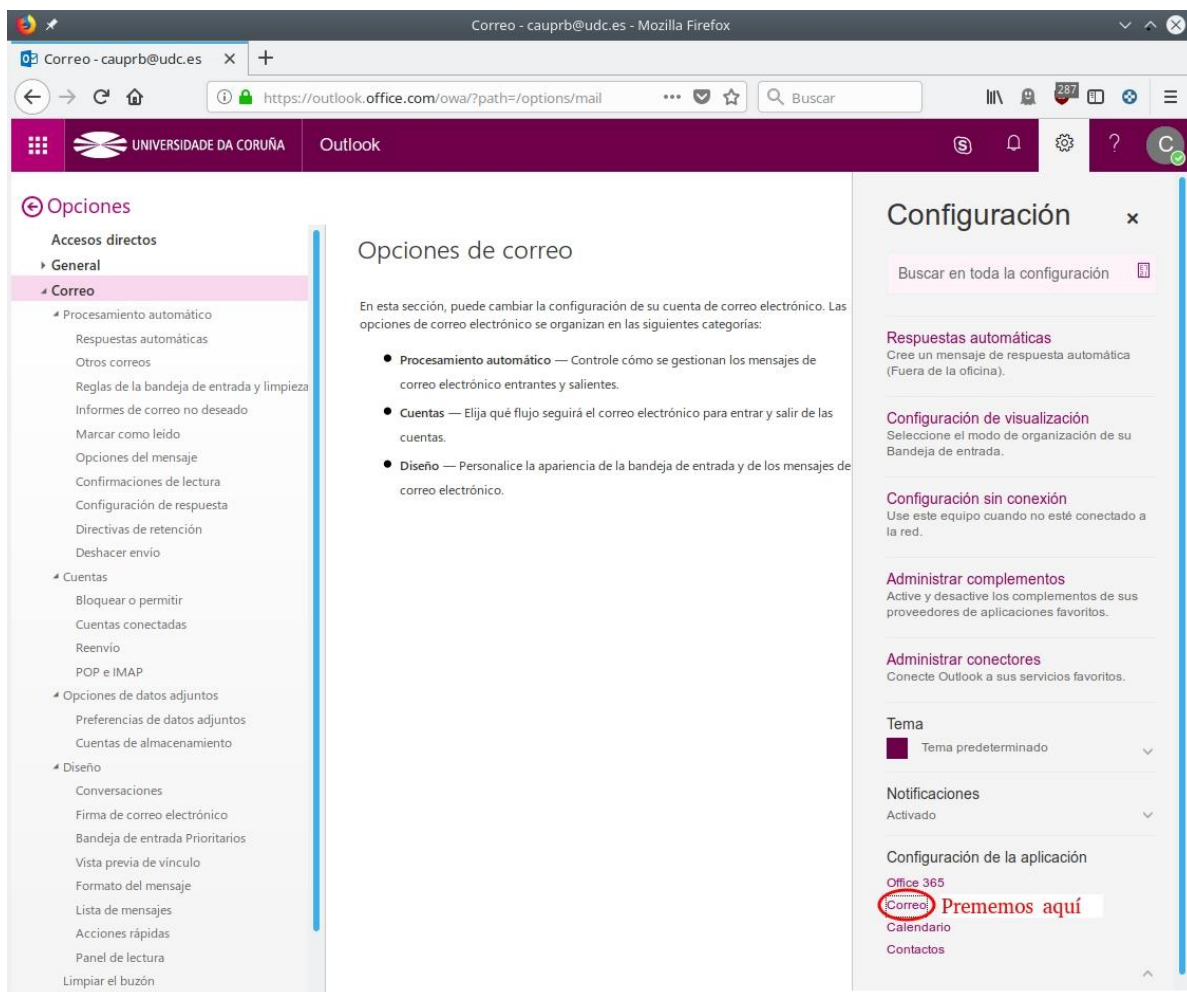 Correo - cauprb@udc.es - Mozilla Firefox
Correo - cauprb@udc.es
https://outlook.office.com/owa/?path=/options/mail
Buscar
287
UNIVERSIDADE DA CORUÑA
Outlook
?
C
Opciones
Accesos directos
General
Correo
Procesamiento automático
Respuestas automáticas
Otros correos
Reglas de la bandeja de entrada y limpieza
Informes de correo no deseado
Marcar como leído
Opciones del mensaje
Confirmaciones de lectura
Configuración de respuesta
Directivas de retención
Deshacer envío
Cuentas
Bloquear o permitir
Cuentas conectadas
Reenvío
POP e IMAP
Opciones de datos adjuntos
Preferencias de datos adjuntos
Cuentas de almacenamiento
Diseño
Conversaciones
Firma de correo electrónico
Bandeja de entrada Prioritarios
Vista previa de vínculo
Formato del mensaje
Lista de mensajes
Acciones rápidas
Panel de lectura
Limpiar el buzón
Opciones de correo
En esta sección, puede cambiar la configuración de su cuenta de correo electrónico. Las
opciones de correo electrónico se organizan en las siguientes categorías:
● Procesamiento automático — Controle cómo se gestionan los mensajes de
correo electrónico entrantes y salientes.
● Cuentas — Elija qué flujo seguirá el correo electrónico para entrar y salir de las
cuentas.
● Diseño — Personalice la apariencia de la bandeja de entrada y de los mensajes de
correo electrónico.
Configuración
Buscar en toda la configuración
Respuestas automáticas
Cree un mensaje de respuesta automática
(Fuera de la oficina).
Configuración de visualización
Seleccione el modo de organización de su
Bandeja de entrada.
Configuración sin conexión
Use este equipo cuando no esté conectado a
la red.
Administrar complementos
Active y desactive los complementos de sus
proveedores de aplicaciones favoritos.
Administrar conectores
Conecte Outlook a sus servicios favoritos.
Tema
Tema predeterminado
Notificaciones
Activado
Configuración de la aplicación
Office 365
Correo Prememos aquí
Calendario
Contactos